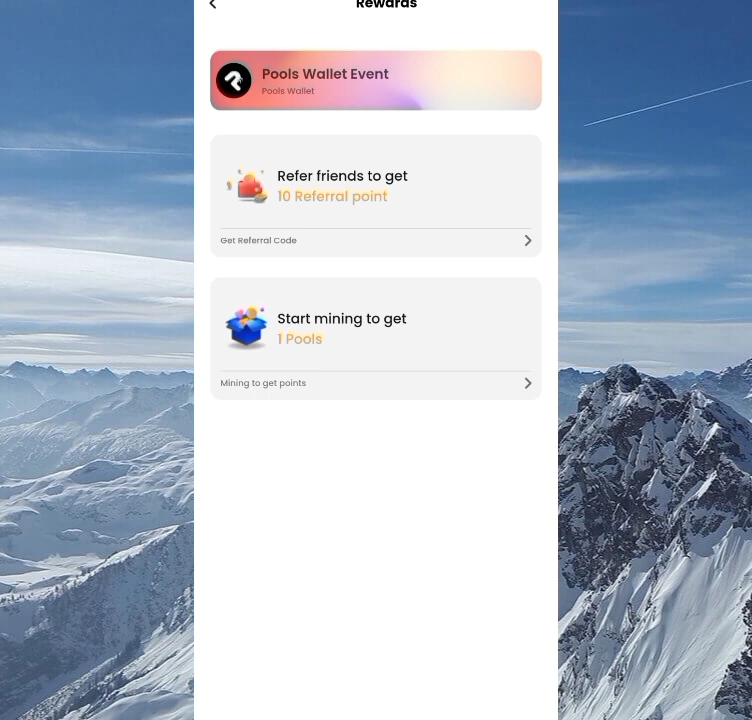 Rewards
Pools Wallet Event
Pools Wallet
Refer friends to get
10 Referral point
Get Referral Code
Start mining to get
1 Pools
Mining to get points